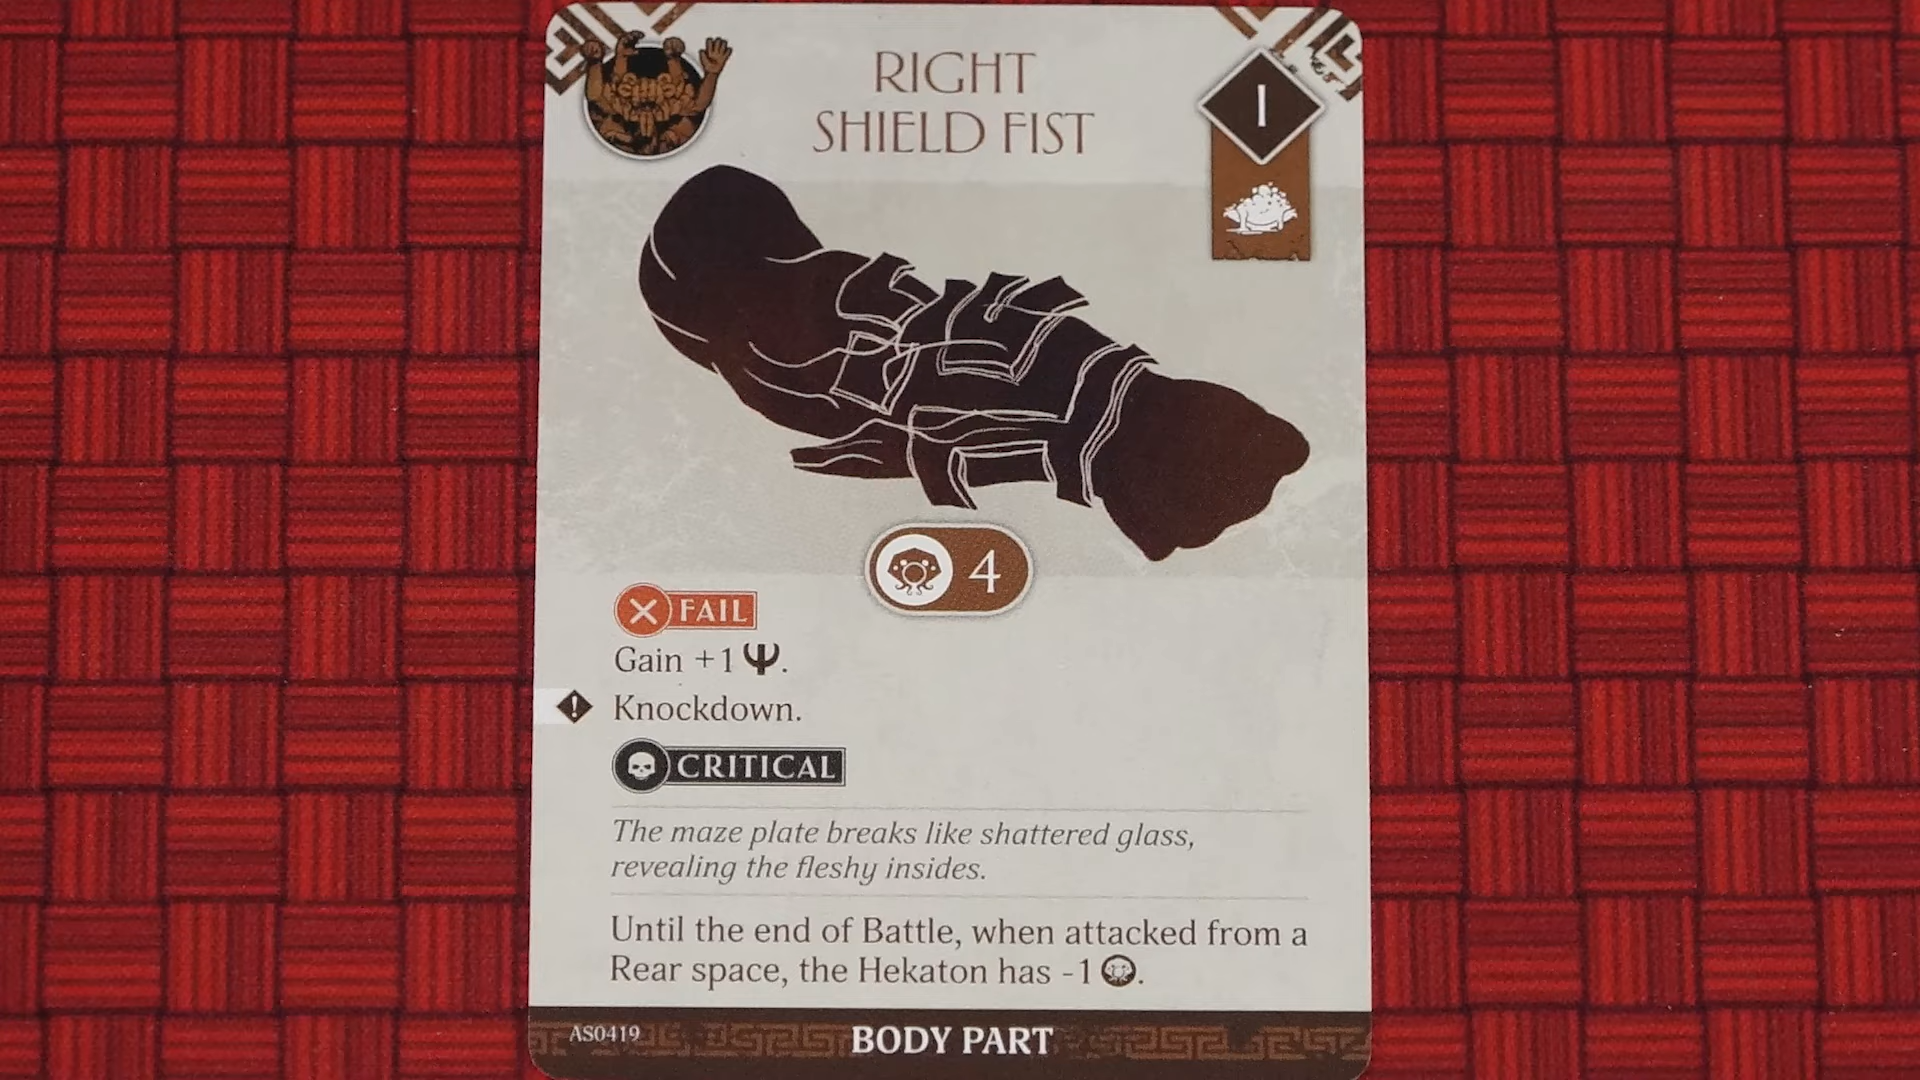 RIGHT
SHIELD FIST
I
4
FAIL
Gain +1 Ψ.
! Knockdown.
CRITICAL
The maze plate breaks like shattered glass,
revealing the fleshy insides.
Until the end of Battle, when attacked from a
Rear space, the Hekaton has -1 .
AS0419
BODY PART